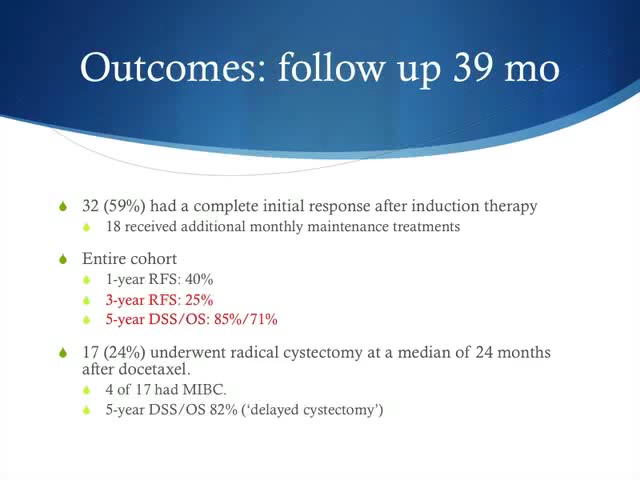 Outcomes: follow up 39 mo
32 (59%) had a complete initial response after induction therapy
18 received additional monthly maintenance treatments
Entire cohort
1-year RFS: 40%
3-year RFS: 25%
5-year DSS/OS: 85%/71%
17 (24%) underwent radical cystectomy at a median of 24 months
after docetaxel.
4 of 17 had MIBC.
5-year DSS/OS 82% (‘delayed cystectomy’)